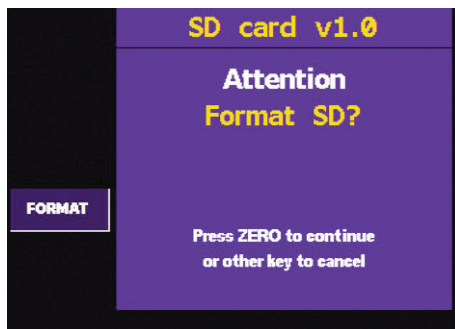 SD card v1.0
Attention
Format SD?
FORMAT
Press ZERO to continue
or other key to cancel